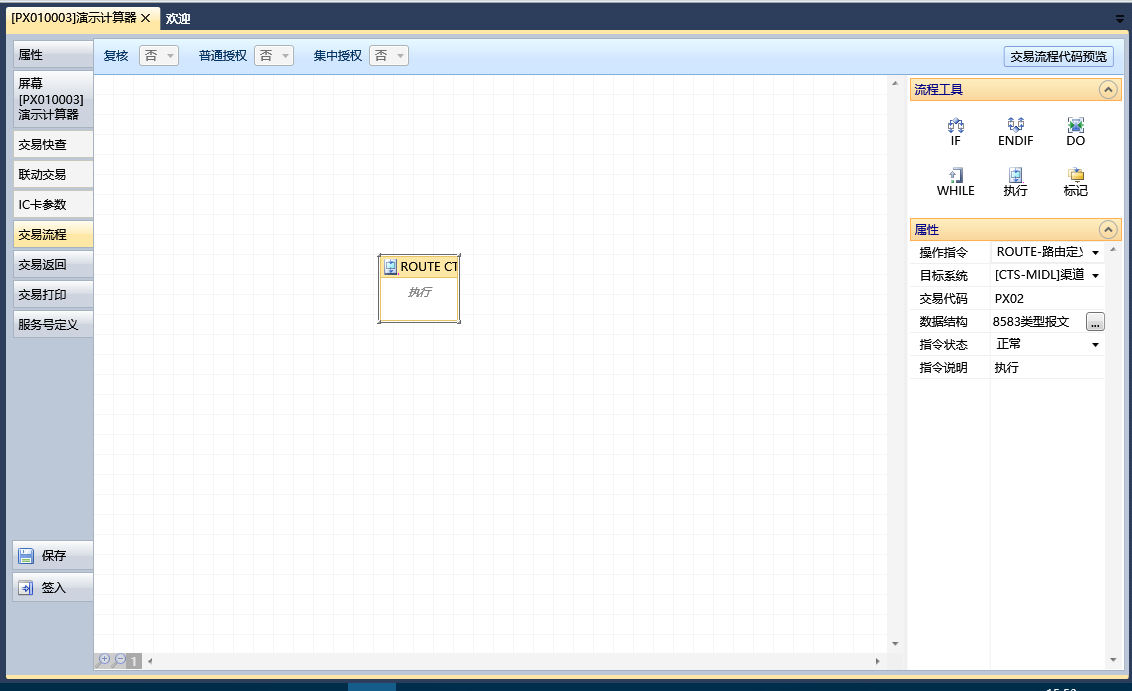 [PX010003]演示计算器
欢迎
属性
屏幕
[PX010003]
演示计算器
交易快查
联动交易
IC卡参数
交易流程
交易返回
交易打印
服务号定义
保存
签入
复核 否 普通授权 否 集中授权 否
交易流程代码预览
ROUTE CT
执行
1
流程工具
IF ENDIF DO
WHILE 执行 标记
属性
操作指令 ROUTE-路由定义
目标系统 [CTS-MIDL]渠道
交易代码 PX02
数据结构 8583类型报文 ...
指令状态 正常
指令说明 执行